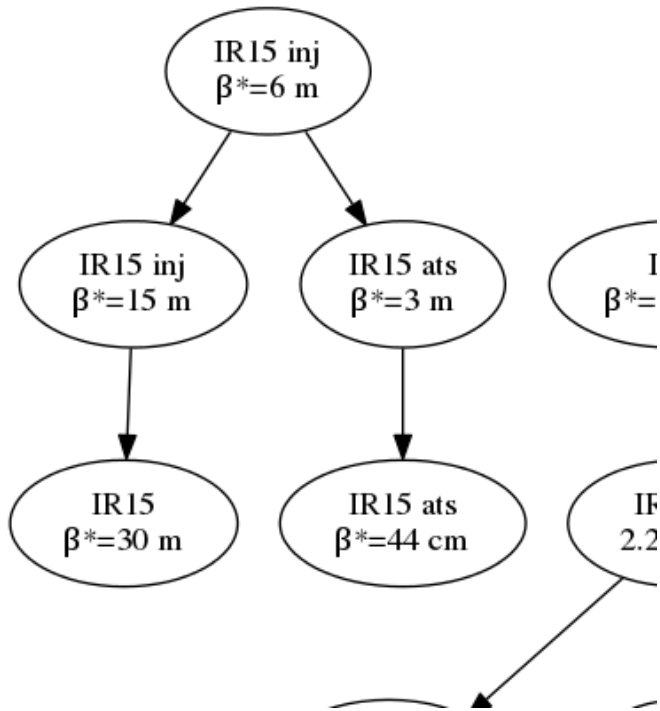 IR15 inj
β*=6 m
IR15 inj
β*=15 m
IR15 ats
β*=3 m
β*=
IR15
β*=30 m
IR15 ats
β*=44 cm